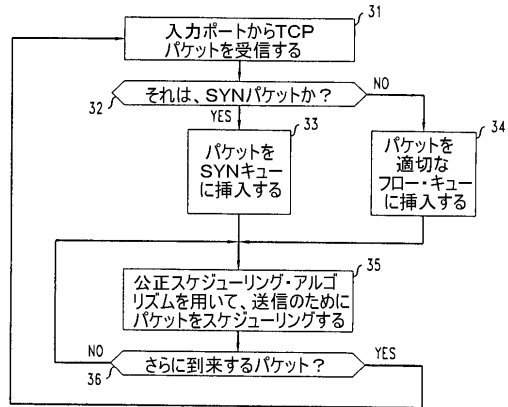 31
入力ポートからTCP
パケットを受信する
32
それは、SYNパケットか？
NO
YES
33
パケットを
SYNキュー
に挿入する
34
パケットを
適切な
フロー・キュー
に挿入する
35
公正スケジューリング・アルゴ
リズムを用いて、送信のために
パケットをスケジューリングする
NO
YES
36
さらに到来するパケット？